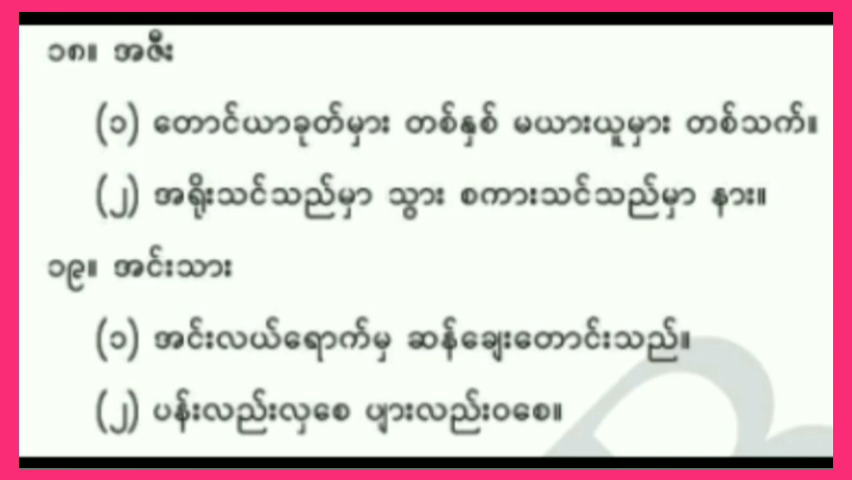 ၁၈။ အဇီး
(၁) တောင်ယာခုတ်မှား တစ်နှစ် မယားယူမှား တစ်သက်။
(၂) အရိုးသင်သည်မှာ သွား စကားသင်သည်မှာ နား။
၁၉။ အင်းသား
(၁) အင်းလယ်ရောက်မှ ဆန်ချေးတောင်းသည်။
(၂) ပန်းလည်းလှစေ ပျားလည်းဝစေ။